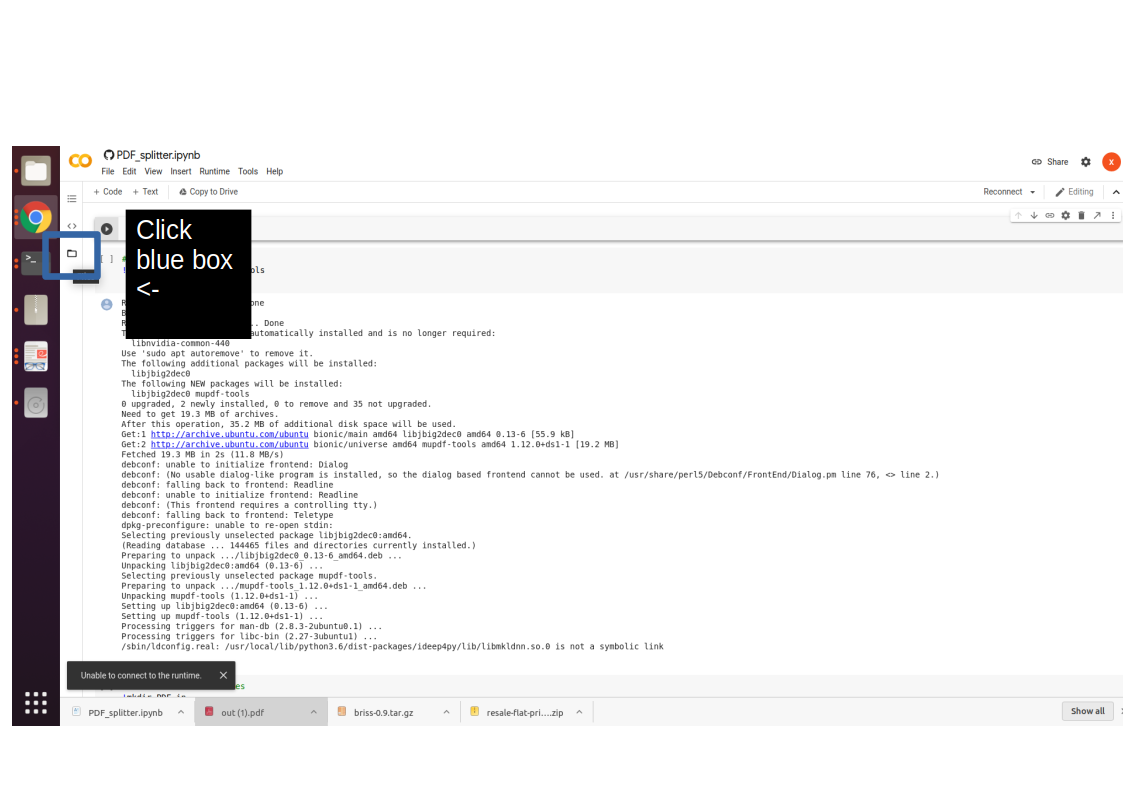 PDF_splitter.ipynb
File Edit View Insert Runtime Tools Help
Share
X
+ Code + Text Copy to Drive
Reconnect Editing
Click
blue box
<-
[ ] #
! ols
R one
B
R .. Done
T automatically installed and is no longer required:
libnvidia-common-440
Use 'sudo apt autoremove' to remove it.
The following additional packages will be installed:
libjbig2dec0
The following NEW packages will be installed:
libjbig2dec0 mupdf-tools
0 upgraded, 2 newly installed, 0 to remove and 35 not upgraded.
Need to get 19.3 MB of archives.
After this operation, 35.2 MB of additional disk space will be used.
Get:1 http://archive.ubuntu.com/ubuntu bionic/main amd64 libjbig2dec0 amd64 0.13-6 [55.9 kB]
Get:2 http://archive.ubuntu.com/ubuntu bionic/universe amd64 mupdf-tools amd64 1.12.0+ds1-1 [19.2 MB]
Fetched 19.3 MB in 2s (11.8 MB/s)
debconf: unable to initialize frontend: Dialog
debconf: (No usable dialog-like program is installed, so the dialog based frontend cannot be used. at /usr/share/perl5/Debconf/FrontEnd/Dialog.pm line 76, <> line 2.)
debconf: falling back to frontend: Readline
debconf: unable to initialize frontend: Readline
debconf: (This frontend requires a controlling tty.)
debconf: falling back to frontend: Teletype
dpkg-preconfigure: unable to re-open stdin:
Selecting previously unselected package libjbig2dec0:amd64.
(Reading database ... 144465 files and directories currently installed.)
Preparing to unpack .../libjbig2dec0_0.13-6_amd64.deb ...
Unpacking libjbig2dec0:amd64 (0.13-6) ...
Selecting previously unselected package mupdf-tools.
Preparing to unpack .../mupdf-tools_1.12.0+ds1-1_amd64.deb ...
Unpacking mupdf-tools (1.12.0+ds1-1) ...
Setting up libjbig2dec0:amd64 (0.13-6) ...
Setting up mupdf-tools (1.12.0+ds1-1) ...
Processing triggers for man-db (2.8.3-2ubuntu0.1) ...
Processing triggers for libc-bin (2.27-3ubuntu1) ...
/sbin/ldconfig.real: /usr/local/lib/python3.6/dist-packages/ideep4py/lib/libmkldnn.so.0 is not a symbolic link
Unable to connect to the runtime.
es
!mkdir PDF_in
PDF_splitter.ipynb out (1).pdf briss-0.9.tar.gz resale-flat-pri....zip Show all